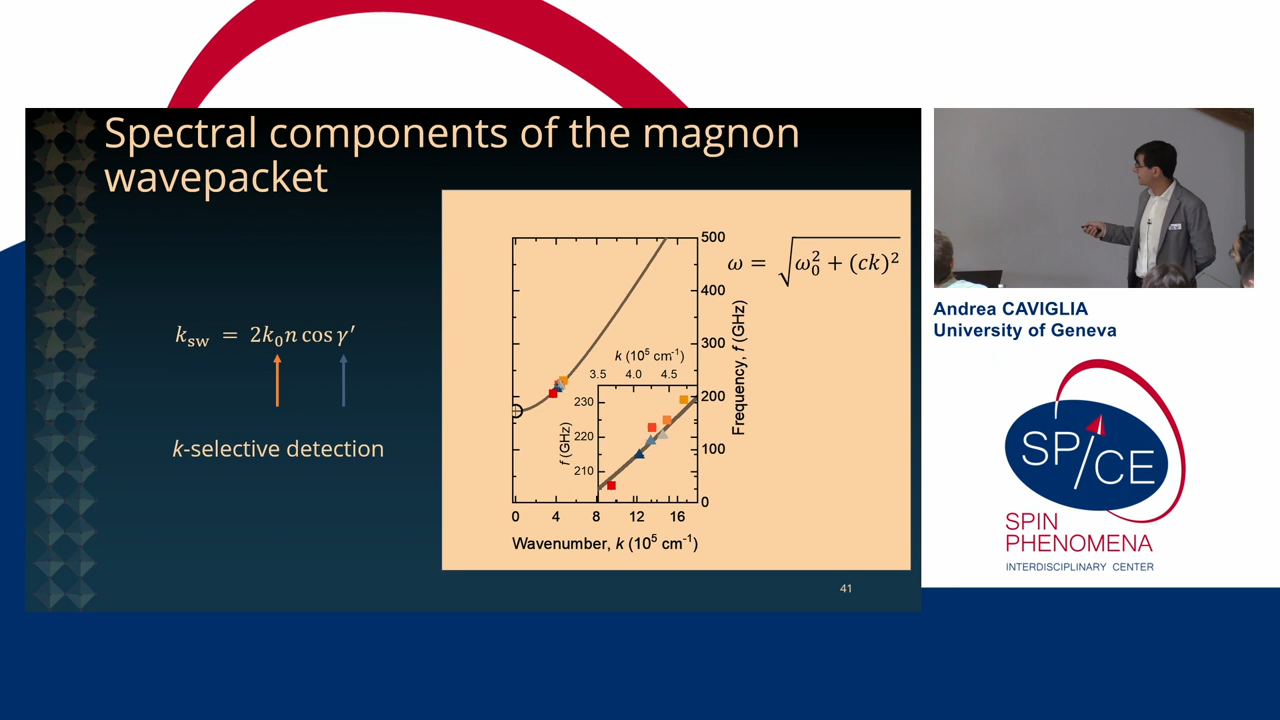 Spectral components of the magnon
wavepacket
k_sw = 2k₀n cos γ′
k-selective detection
ω = √(ω₀² + (ck)²)
500
400
300
200
100
0
Frequency, f (GHz)
k (10⁵ cm⁻¹)
3.5 4.0 4.5
230
220
210
f (GHz)
0 4 8 12 16
Wavenumber, k (10⁵ cm⁻¹)
41
Andrea CAVIGLIA
University of Geneva
SP/CE
SPIN
PHENOMENA
INTERDISCIPLINARY CENTER